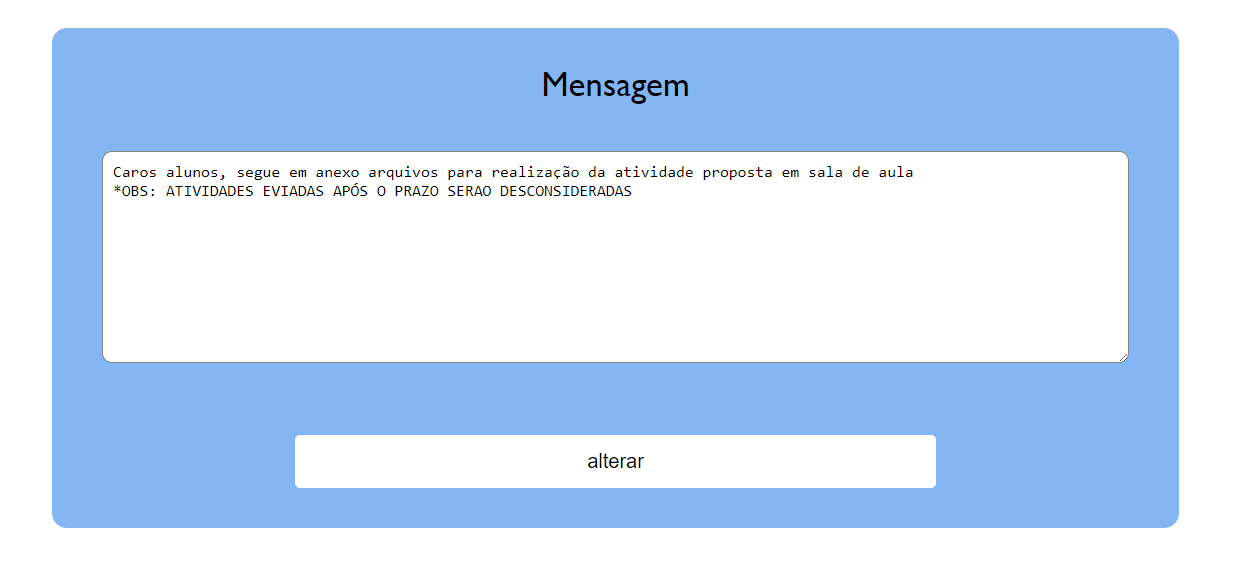 Mensagem
Caros alunos, segue em anexo arquivos para realização da atividade proposta em sala de aula
*OBS: ATIVIDADES EVIADAS APÓS O PRAZO SERAO DESCONSIDERADAS
alterar